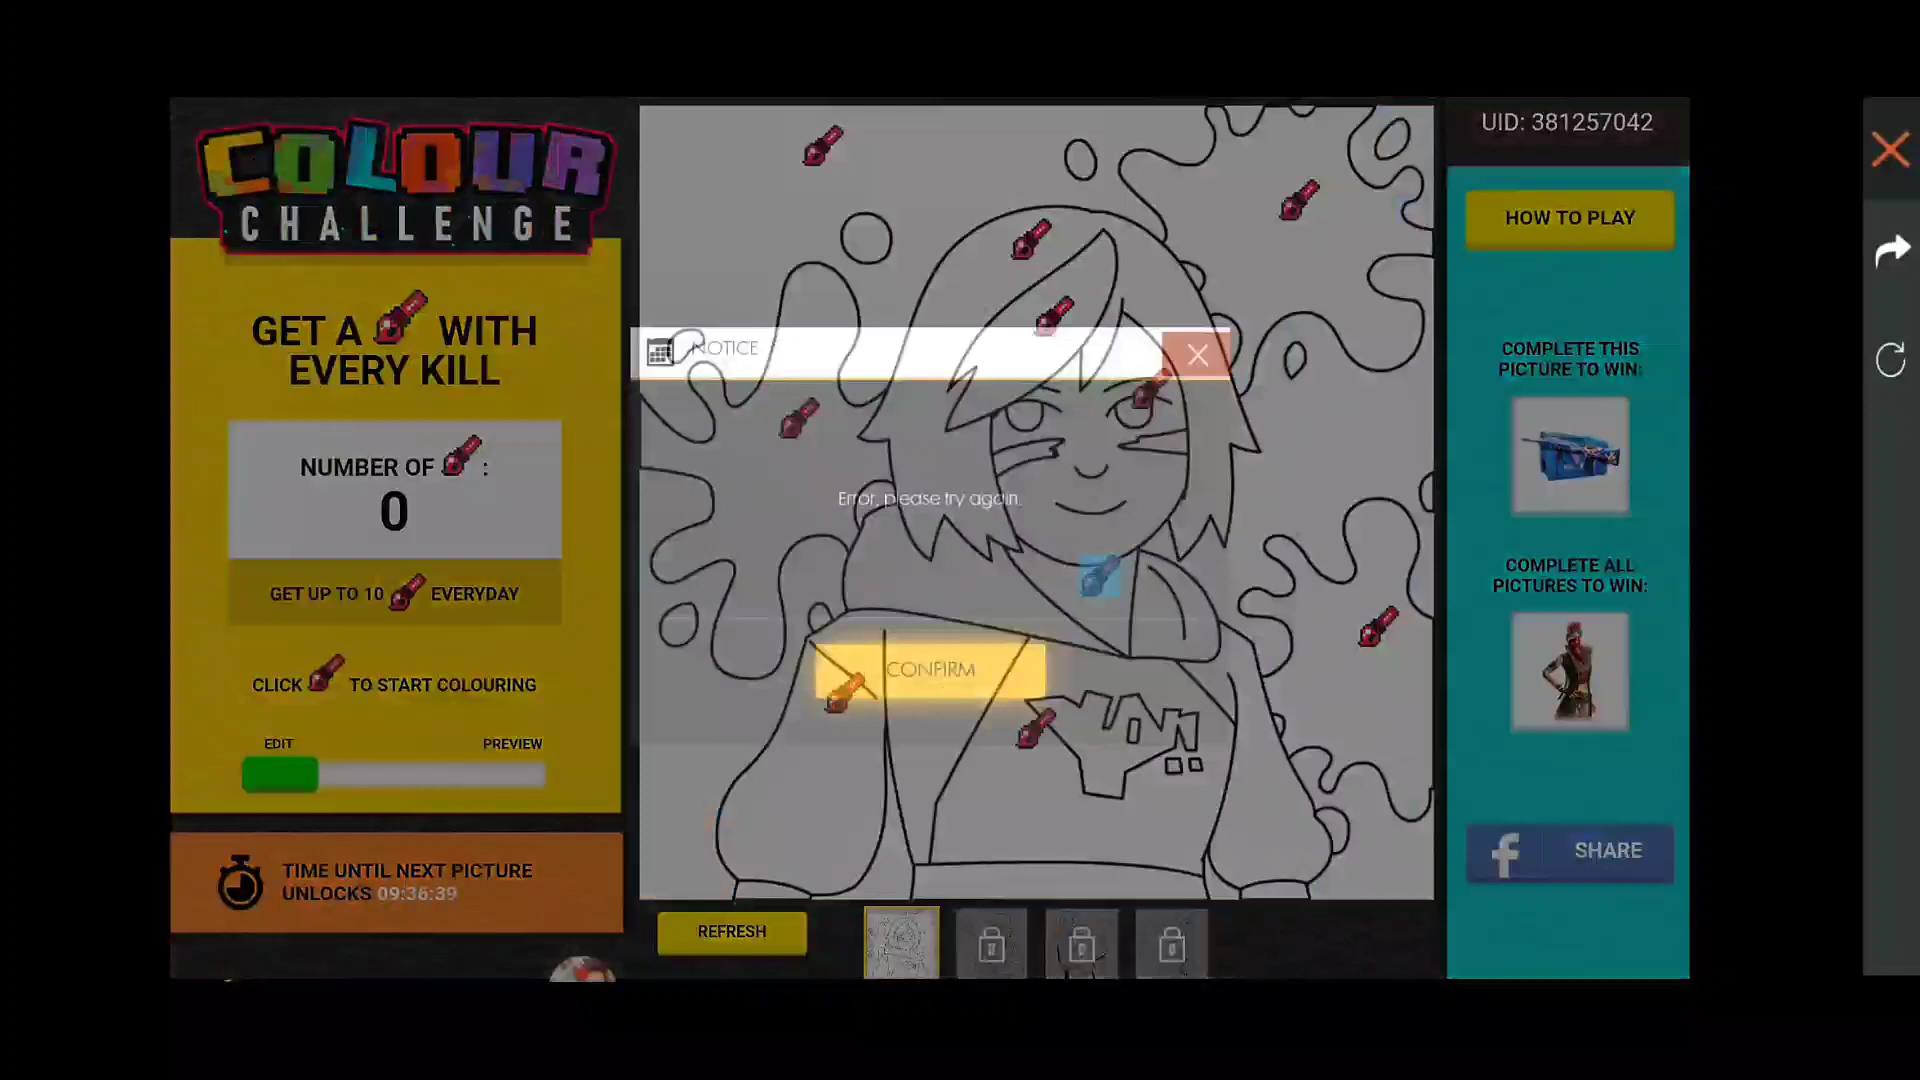 COLOUR
CHALLENGE
GET A WITH
EVERY KILL
NUMBER OF :
0
GET UP TO 10 EVERYDAY
CLICK TO START COLOURING
EDIT PREVIEW
TIME UNTIL NEXT PICTURE
UNLOCKS 09:36:39
NOTICE
Error, please try again.
CONFIRM
REFRESH
UID: 381257042
HOW TO PLAY
COMPLETE THIS
PICTURE TO WIN:
COMPLETE ALL
PICTURES TO WIN:
f SHARE